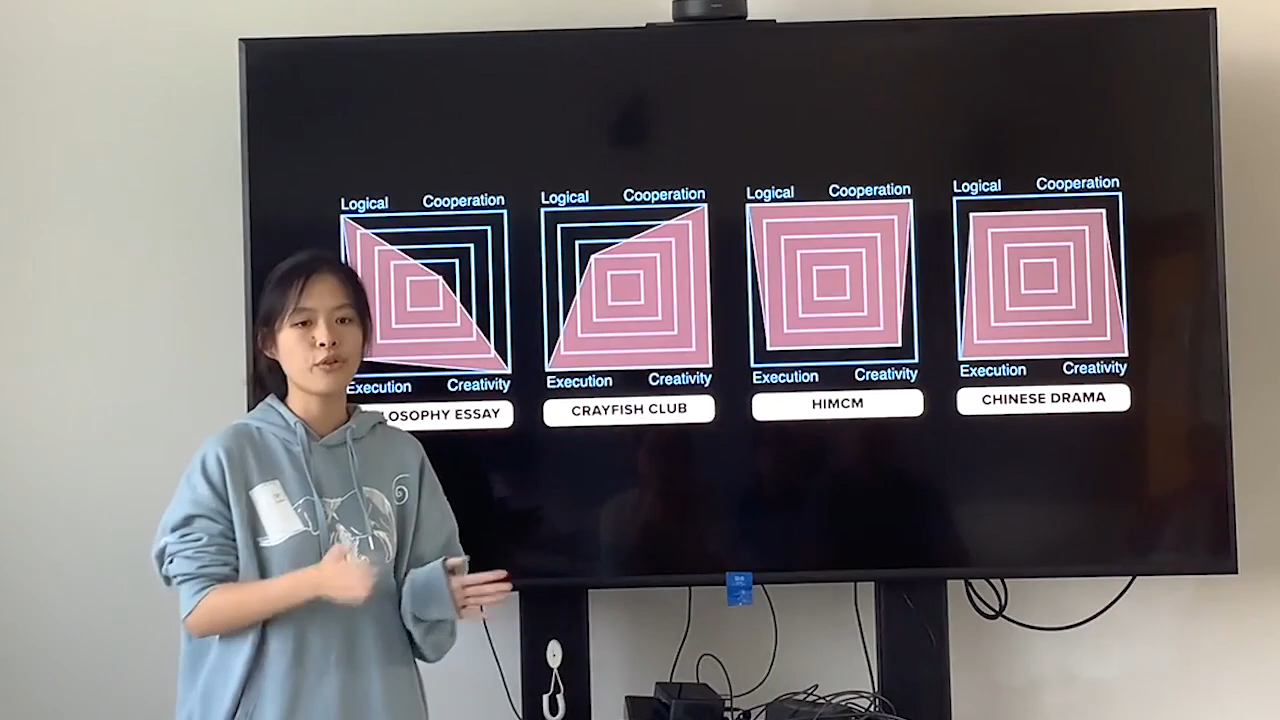 Logical Cooperation
Execution Creativity
LOSOPHY ESSAY
Logical Cooperation
Execution Creativity
CRAYFISH CLUB
Logical Cooperation
Execution Creativity
HIMCM
Logical Cooperation
Execution Creativity
CHINESE DRAMA